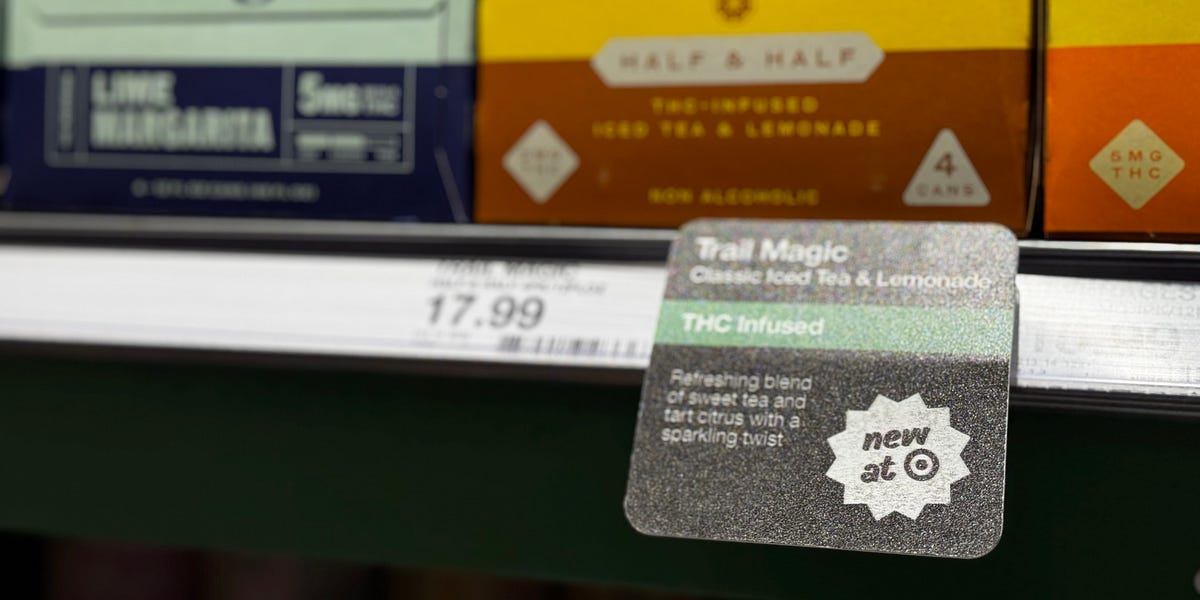 LIME
MARGARITA
5MG
HALF & HALF
THC-INFUSED
ICED TEA & LEMONADE
NON ALCOHOLIC
4
CANS
5MG
THC
17.99
Trail Magic
Classic Iced Tea & Lemonade
THC Infused
Refreshing blend
of sweet tea and
tart citrus with a
sparkling twist
new
at